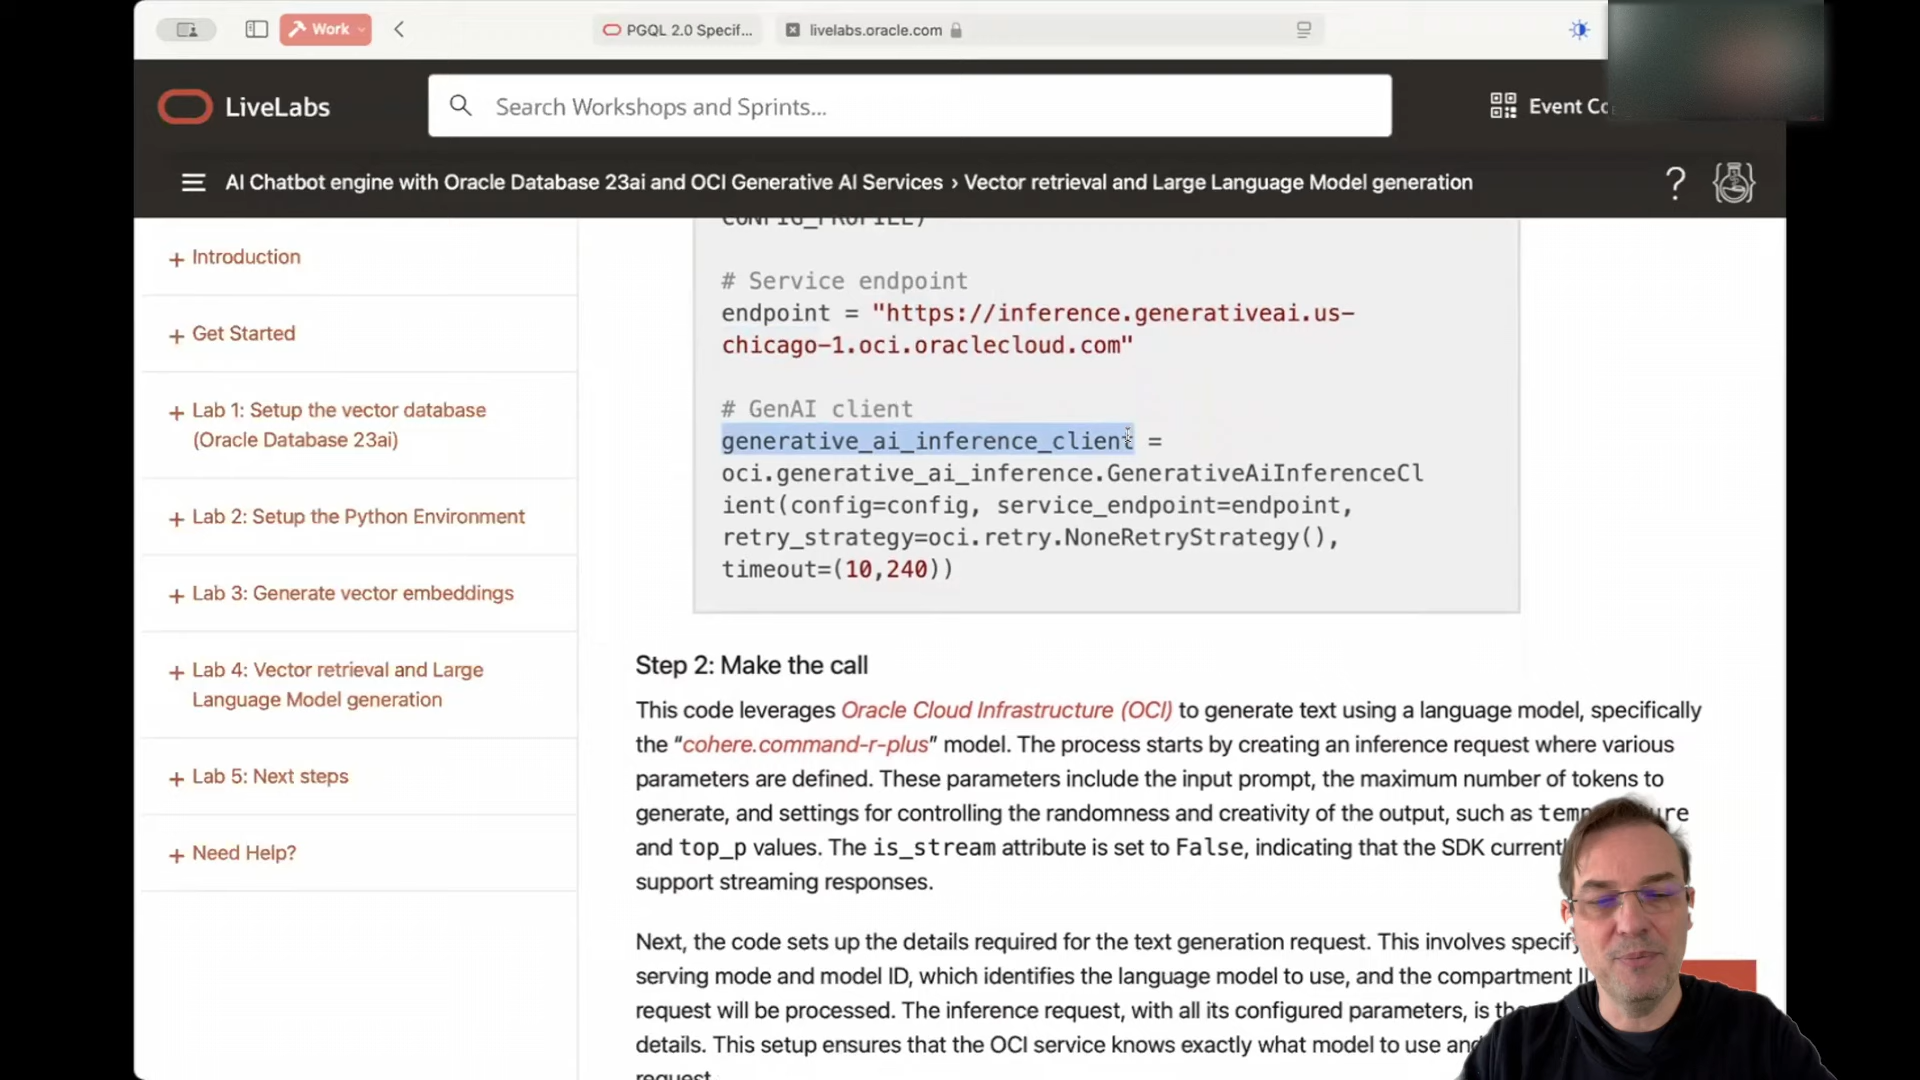 Work
PGQL 2.0 Specif...
livelabs.oracle.com
LiveLabs
Search Workshops and Sprints...
Event Co
AI Chatbot engine with Oracle Database 23ai and OCI Generative AI Services › Vector retrieval and Large Language Model generation
+ Introduction
+ Get Started
+ Lab 1: Setup the vector database
(Oracle Database 23ai)
+ Lab 2: Setup the Python Environment
+ Lab 3: Generate vector embeddings
+ Lab 4: Vector retrieval and Large
Language Model generation
+ Lab 5: Next steps
+ Need Help?
CONFIG_PROFILE)
# Service endpoint
endpoint = "https://inference.generativeai.us-
chicago-1.oci.oraclecloud.com"
# GenAI client
generative_ai_inference_client =
oci.generative_ai_inference.GenerativeAiInferenceCl
ient(config=config, service_endpoint=endpoint,
retry_strategy=oci.retry.NoneRetryStrategy(),
timeout=(10,240))
Step 2: Make the call
This code leverages Oracle Cloud Infrastructure (OCI) to generate text using a language model, specifically
the “cohere.command-r-plus” model. The process starts by creating an inference request where various
parameters are defined. These parameters include the input prompt, the maximum number of tokens to
generate, and settings for controlling the randomness and creativity of the output, such as temp ure
and top_p values. The is_stream attribute is set to False, indicating that the SDK current
support streaming responses.
Next, the code sets up the details required for the text generation request. This involves specify
serving mode and model ID, which identifies the language model to use, and the compartment I
request will be processed. The inference request, with all its configured parameters, is the
details. This setup ensures that the OCI service knows exactly what model to use and
request.